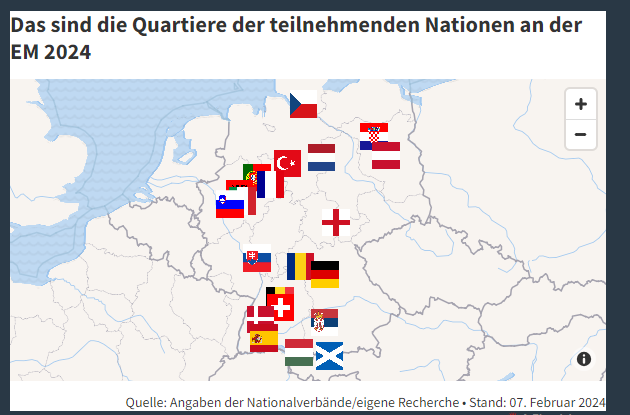 Das sind die Quartiere der teilnehmenden Nationen an der
EM 2024
+
−
Quelle: Angaben der Nationalverbände/eigene Recherche • Stand: 07. Februar 2024